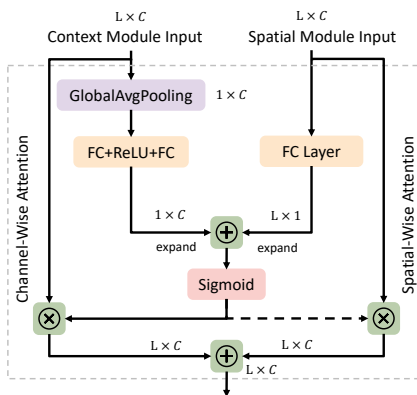 L × C
L × C
Context Module Input
Spatial Module Input
GlobalAvgPooling
1 × C
FC+ReLU+FC
FC Layer
Channel-Wise Attention
Spatial-Wise Attention
1 × C
L × 1
expand
expand
Sigmoid
L × C
L × C
L × C